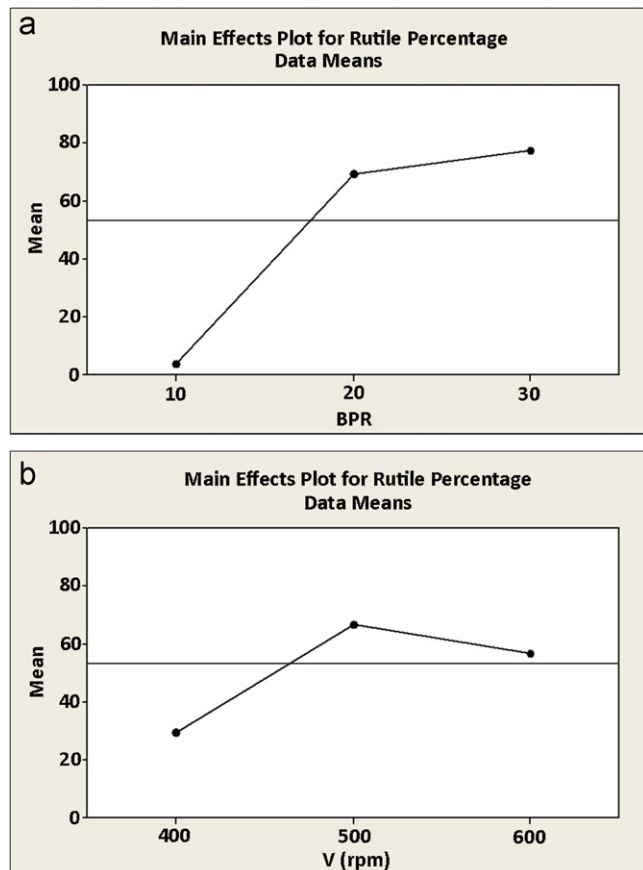 a
Main Effects Plot for Rutile Percentage
Data Means
100
80
60
40
20
0
Mean
10 20 30
BPR
b
Main Effects Plot for Rutile Percentage
Data Means
100
80
60
40
20
0
Mean
400 500 600
V (rpm)